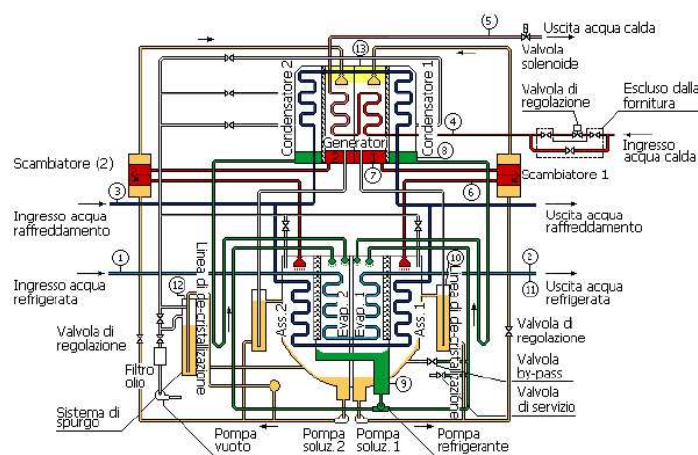 5
Uscita acqua calda
Valvola
solenoide
13
Condensatore 2
Condensatore 1
Generatori
Valvola di
regolazione
Escluso dalla
fornitura
4
Ingresso
acqua calda
8
7
6
Scambiatore (2)
Scambiatore 1
3
Ingresso acqua
raffreddamento
Uscita acqua
raffreddamento
1
2
Ingresso acqua
refrigerata
11
Uscita acqua
refrigerata
12
10
Linea di de-cristallizazione
Linea di de-cristallizazione
Ass.2
Evap.2
Evap.1
Ass.1
Valvola di
regolazione
Valvola di
regolazione
Filtro
olio
Valvola
by-pass
Valvola
di servizio
9
Sistema di
spurgo
Pompa
vuoto
Pompa
soluz.2
Pompa
soluz.1
Pompa
refrigerante